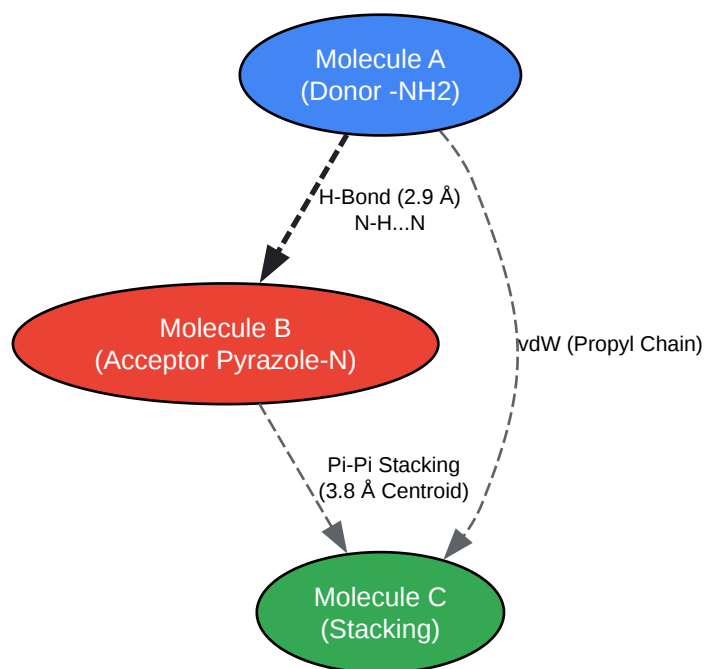 Molecule A
(Donor -NH2)
H-Bond (2.9 Å)
N-H...N
Molecule B
(Acceptor Pyrazole-N)
vdW (Propyl Chain)
Pi-Pi Stacking
(3.8 Å Centroid)
Molecule C
(Stacking)